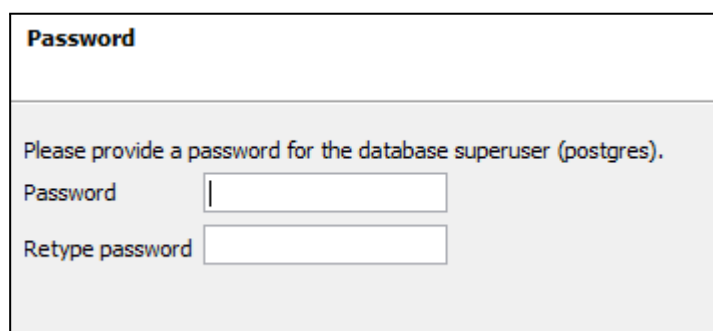 Password
Please provide a password for the database superuser (postgres).
Password
Retype password